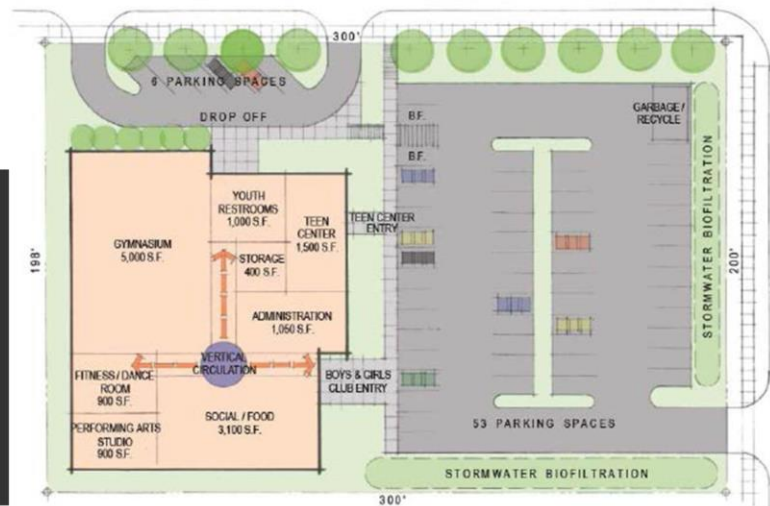 300'
6 PARKING SPACES
DROP OFF
B.F.
B.F.
GARBAGE /
RECYCLE
GYMNASIUM
5,000 S.F.
YOUTH
RESTROOMS
1,000 S.F.
TEEN
CENTER
1,500 S.F.
TEEN CENTER
ENTRY
STORAGE
400 S.F.
198'
200'
STORMWATER BIOFILTRATION
ADMINISTRATION
1,050 S.F.
VERTICAL
CIRCULATION
FITNESS / DANCE
ROOM
900 S.F.
BOYS & GIRLS
CLUB ENTRY
PERFORMING ARTS
STUDIO
900 S.F.
SOCIAL / FOOD
3,100 S.F.
53 PARKING SPACES
STORMWATER BIOFILTRATION
300'